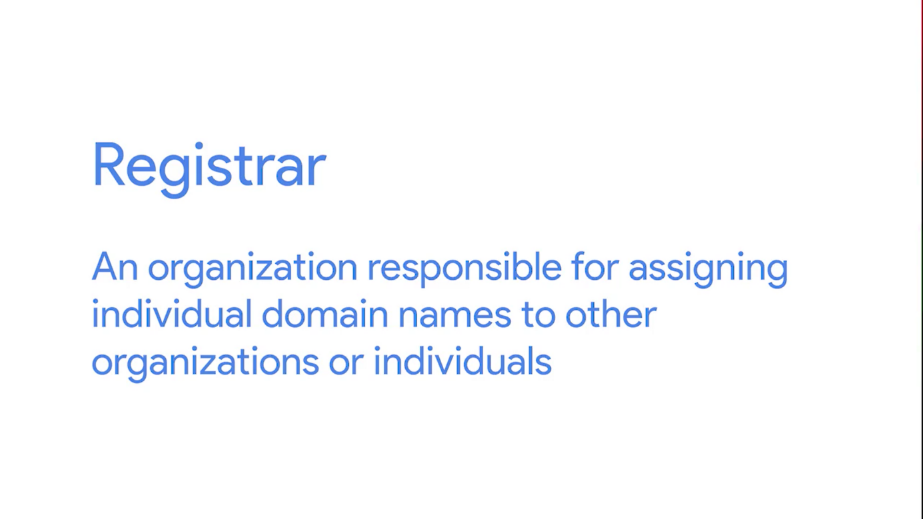 Registrar
An organization responsible for assigning
individual domain names to other
organizations or individuals